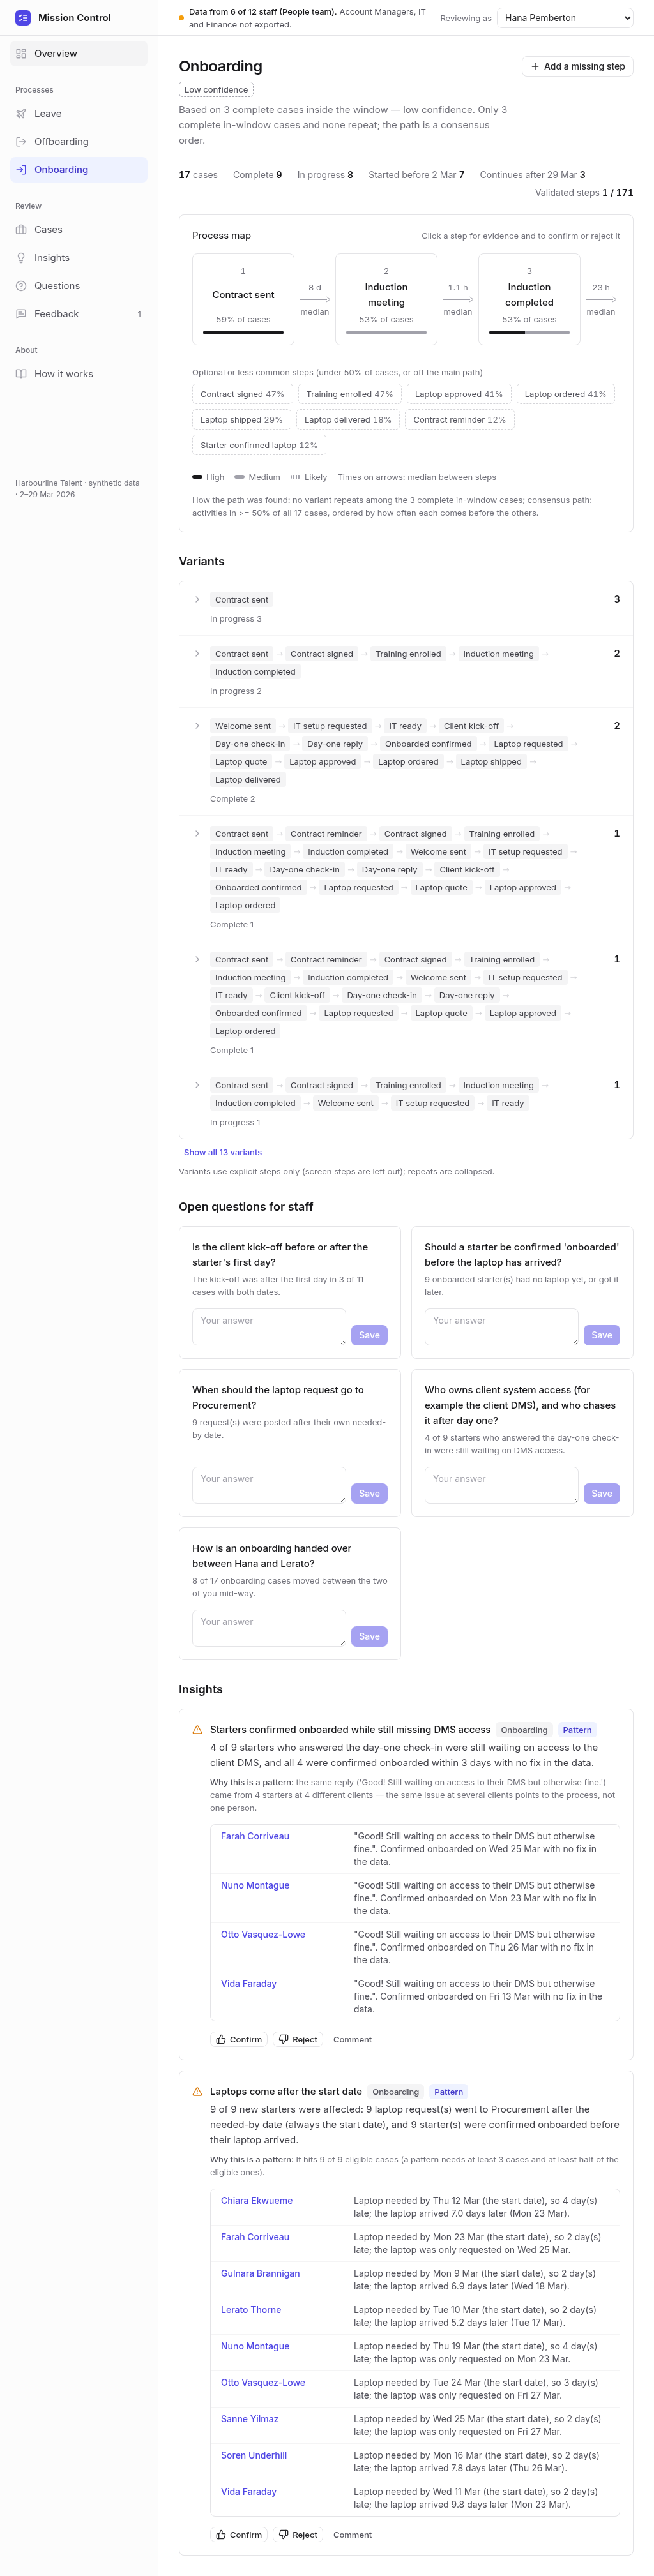 Mission Control
Data from 6 of 12 staff (People team). Account Managers, IT
and Finance not exported.
Reviewing as
Hana Pemberton
Overview
Processes
Leave
Offboarding
Onboarding
Review
Cases
Insights
Questions
Feedback 1
About
How it works
Harbourline Talent · synthetic data
· 2–29 Mar 2026
Onboarding
Add a missing step
Low confidence
Based on 3 complete cases inside the window — low confidence. Only 3
complete in-window cases and none repeat; the path is a consensus
order.
17 cases Complete 9 In progress 8 Started before 2 Mar 7 Continues after 29 Mar 3
Validated steps 1 / 171
Process map
Click a step for evidence and to confirm or reject it
1
Contract sent
59% of cases
8 d
median
2
Induction
meeting
53% of cases
1.1 h
median
3
Induction
completed
53% of cases
23 h
median
Optional or less common steps (under 50% of cases, or off the main path)
Contract signed 47% Training enrolled 47% Laptop approved 41% Laptop ordered 41%
Laptop shipped 29% Laptop delivered 18% Contract reminder 12%
Starter confirmed laptop 12%
High Medium Likely Times on arrows: median between steps
How the path was found: no variant repeats among the 3 complete in-window cases; consensus path:
activities in >= 50% of all 17 cases, ordered by how often each comes before the others.
Variants
Contract sent 3
In progress 3
Contract sent → Contract signed → Training enrolled → Induction meeting → 2
Induction completed
In progress 2
Welcome sent → IT setup requested → IT ready → Client kick-off → 2
Day-one check-in → Day-one reply → Onboarded confirmed → Laptop requested →
Laptop quote → Laptop approved → Laptop ordered → Laptop shipped →
Laptop delivered
Complete 2
Contract sent → Contract reminder → Contract signed → Training enrolled → 1
Induction meeting → Induction completed → Welcome sent → IT setup requested →
IT ready → Day-one check-in → Day-one reply → Client kick-off →
Onboarded confirmed → Laptop requested → Laptop quote → Laptop approved →
Laptop ordered
Complete 1
Contract sent → Contract reminder → Contract signed → Training enrolled → 1
Induction meeting → Induction completed → Welcome sent → IT setup requested →
IT ready → Client kick-off → Day-one check-in → Day-one reply →
Onboarded confirmed → Laptop requested → Laptop quote → Laptop approved →
Laptop ordered
Complete 1
Contract sent → Contract signed → Training enrolled → Induction meeting → 1
Induction completed → Welcome sent → IT setup requested → IT ready
In progress 1
Show all 13 variants
Variants use explicit steps only (screen steps are left out); repeats are collapsed.
Open questions for staff
Is the client kick-off before or after the
starter's first day?
The kick-off was after the first day in 3 of 11
cases with both dates.
Your answer
Save
Should a starter be confirmed 'onboarded'
before the laptop has arrived?
9 onboarded starter(s) had no laptop yet, or got it
later.
Your answer
Save
When should the laptop request go to
Procurement?
9 request(s) were posted after their own needed-
by date.
Your answer
Save
Who owns client system access (for
example the client DMS), and who chases
it after day one?
4 of 9 starters who answered the day-one check-
in were still waiting on DMS access.
Your answer
Save
How is an onboarding handed over
between Hana and Lerato?
8 of 17 onboarding cases moved between the two
of you mid-way.
Your answer
Save
Insights
Starters confirmed onboarded while still missing DMS access Onboarding Pattern
4 of 9 starters who answered the day-one check-in were still waiting on access to the
client DMS, and all 4 were confirmed onboarded within 3 days with no fix in the data.
Why this is a pattern: the same reply ('Good! Still waiting on access to their DMS but otherwise fine.')
came from 4 starters at 4 different clients — the same issue at several clients points to the process, not
one person.
Farah Corriveau "Good! Still waiting on access to their DMS but otherwise
fine.". Confirmed onboarded on Wed 25 Mar with no fix in
the data.
Nuno Montague "Good! Still waiting on access to their DMS but otherwise
fine.". Confirmed onboarded on Mon 23 Mar with no fix in
the data.
Otto Vasquez-Lowe "Good! Still waiting on access to their DMS but otherwise
fine.". Confirmed onboarded on Thu 26 Mar with no fix in
the data.
Vida Faraday "Good! Still waiting on access to their DMS but otherwise
fine.". Confirmed onboarded on Fri 13 Mar with no fix in the
data.
Confirm Reject Comment
Laptops come after the start date Onboarding Pattern
9 of 9 new starters were affected: 9 laptop request(s) went to Procurement after the
needed-by date (always the start date), and 9 starter(s) were confirmed onboarded before
their laptop arrived.
Why this is a pattern: It hits 9 of 9 eligible cases (a pattern needs at least 3 cases and at least half of the
eligible ones).
Chiara Ekwueme Laptop needed by Thu 12 Mar (the start date), so 4 day(s)
late; the laptop arrived 7.0 days later (Mon 23 Mar).
Farah Corriveau Laptop needed by Mon 23 Mar (the start date), so 2 day(s)
late; the laptop was only requested on Wed 25 Mar.
Gulnara Brannigan Laptop needed by Mon 9 Mar (the start date), so 2 day(s)
late; the laptop arrived 6.9 days later (Wed 18 Mar).
Lerato Thorne Laptop needed by Tue 10 Mar (the start date), so 2 day(s)
late; the laptop arrived 5.2 days later (Tue 17 Mar).
Nuno Montague Laptop needed by Thu 19 Mar (the start date), so 4 day(s)
late; the laptop was only requested on Mon 23 Mar.
Otto Vasquez-Lowe Laptop needed by Tue 24 Mar (the start date), so 3 day(s)
late; the laptop was only requested on Fri 27 Mar.
Sanne Yilmaz Laptop needed by Wed 25 Mar (the start date), so 2 day(s)
late; the laptop was only requested on Fri 27 Mar.
Soren Underhill Laptop needed by Mon 16 Mar (the start date), so 2 day(s)
late; the laptop arrived 7.8 days later (Thu 26 Mar).
Vida Faraday Laptop needed by Wed 11 Mar (the start date), so 2 day(s)
late; the laptop arrived 9.8 days later (Mon 23 Mar).
Confirm Reject Comment